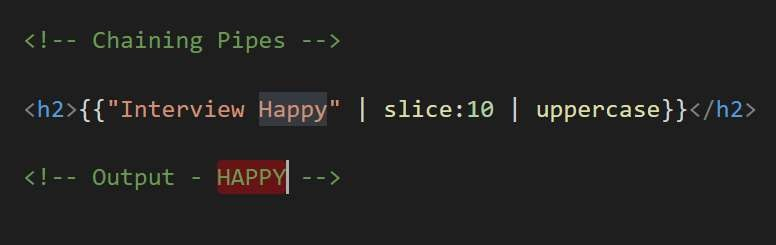 <!-- Chaining Pipes -->
<h2>{{"Interview Happy" | slice:10 | uppercase}}</h2>
<!-- Output - HAPPY -->